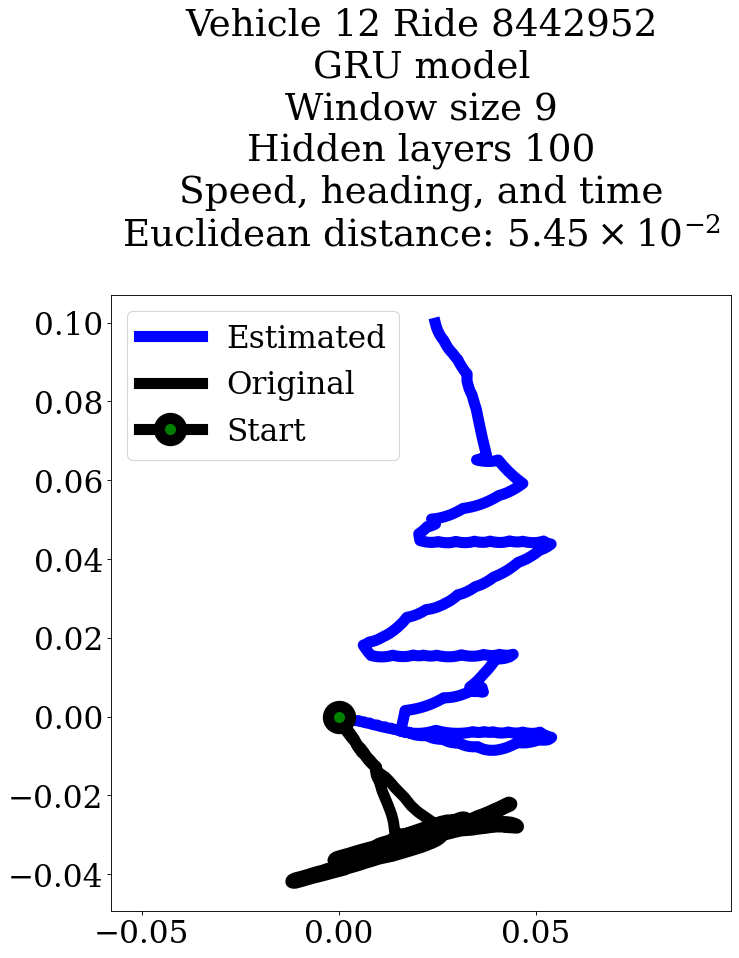 Vehicle 12 Ride 8442952
GRU model
Window size 9
Hidden layers 100
Speed, heading, and time
Euclidean distance: 5.45 × 10⁻²
Estimated
Original
Start
0.10
0.08
0.06
0.04
0.02
0.00
−0.02
−0.04
−0.05 0.00 0.05